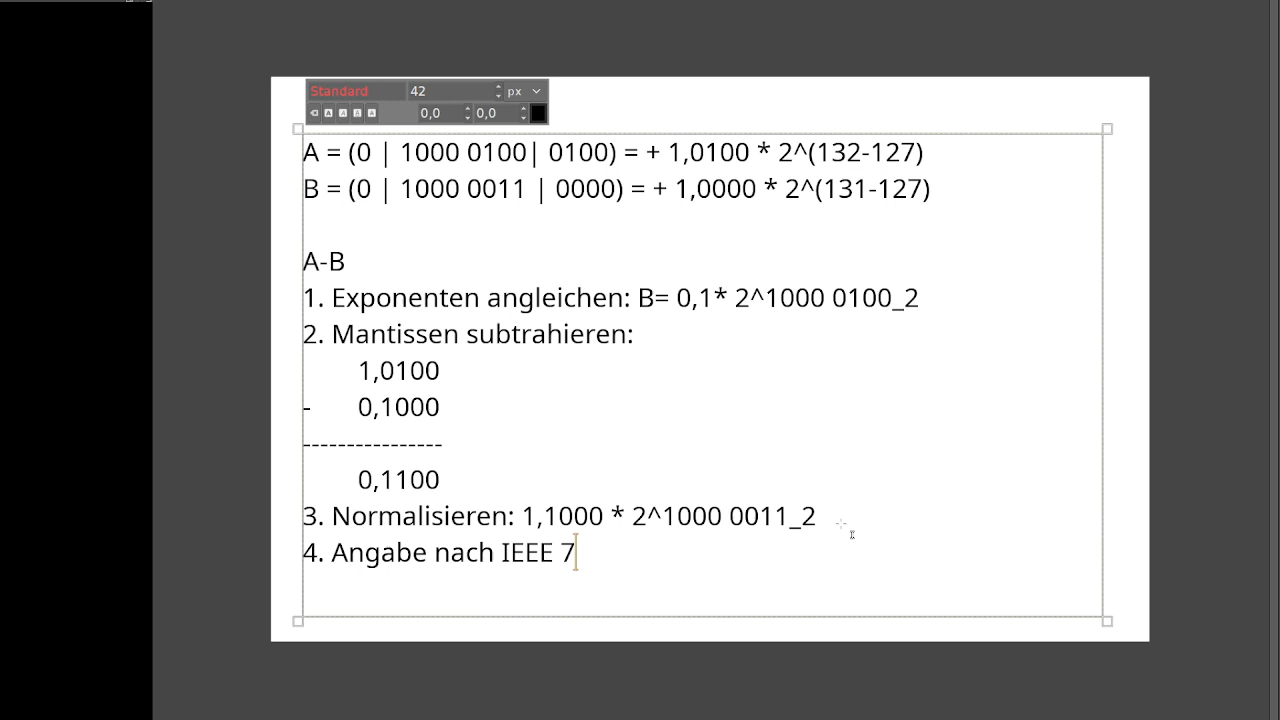 Standard 42 px
0,0 0,0
A = (0 | 1000 0100| 0100) = + 1,0100 * 2^(132-127)
B = (0 | 1000 0011 | 0000) = + 1,0000 * 2^(131-127)
A-B
1. Exponenten angleichen: B= 0,1* 2^1000 0100_2
2. Mantissen subtrahieren:
1,0100
- 0,1000
----------------
0,1100
3. Normalisieren: 1,1000 * 2^1000 0011_2
4. Angabe nach IEEE 7